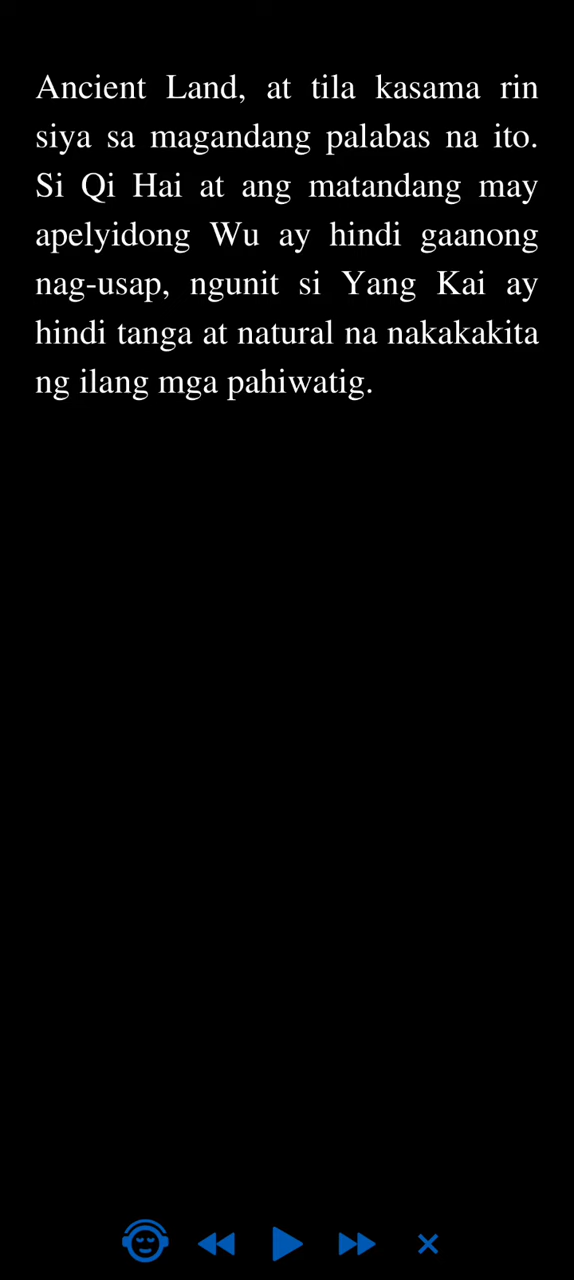 Ancient Land, at tila kasama rin
siya sa magandang palabas na ito.
Si Qi Hai at ang matandang may
apelyidong Wu ay hindi gaanong
nag-usap, ngunit si Yang Kai ay
hindi tanga at natural na nakakakita
ng ilang mga pahiwatig.